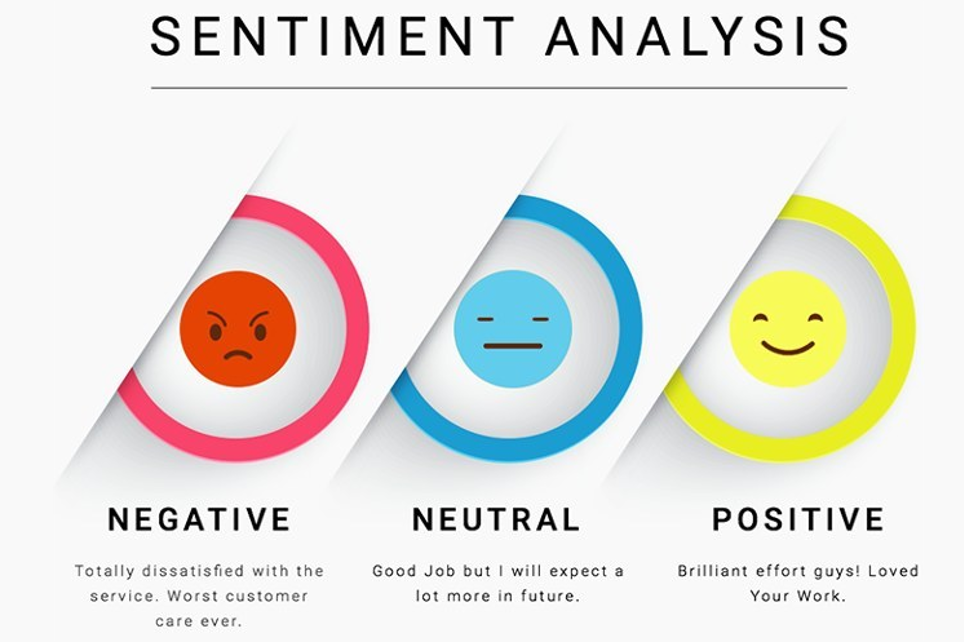 SENTIMENT ANALYSIS
NEGATIVE
Totally dissatisfied with the
service. Worst customer
care ever.
NEUTRAL
Good Job but I will expect a
lot more in future.
POSITIVE
Brilliant effort guys! Loved
Your Work.